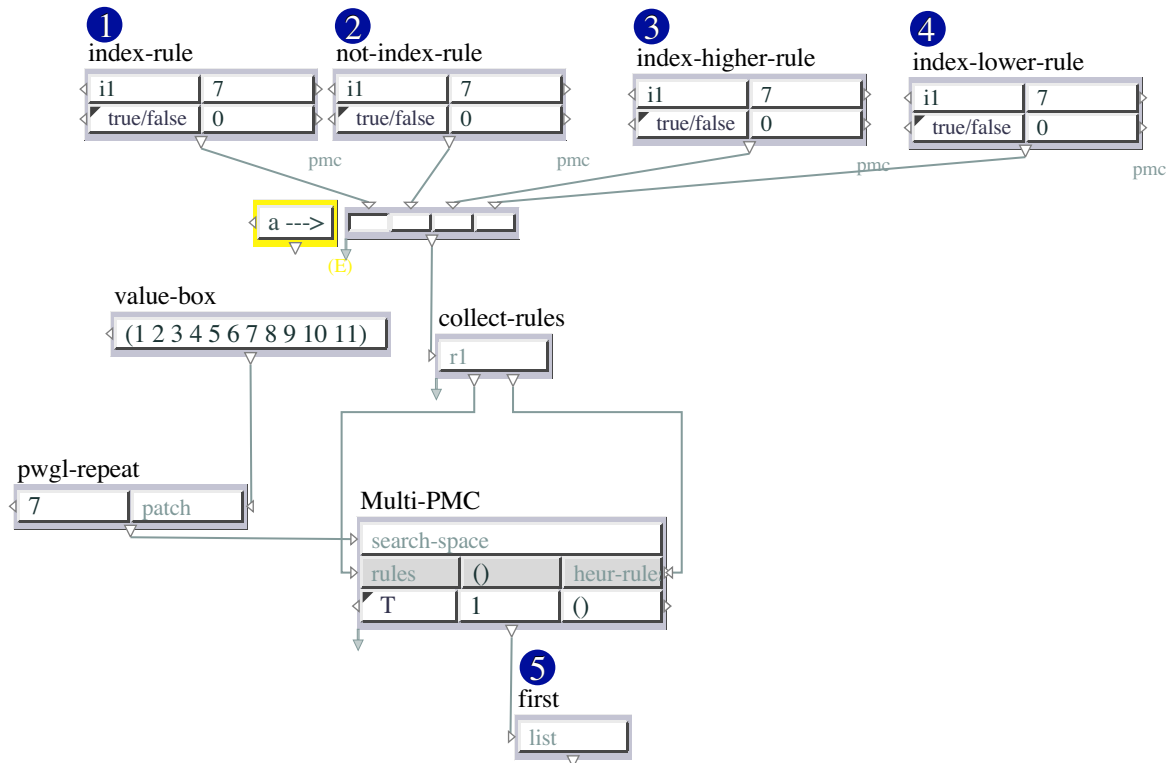 1
index-rule
i1 7
true/false 0
pmc
2
not-index-rule
i1 7
true/false 0
pmc
3
index-higher-rule
i1 7
true/false 0
pmc
4
index-lower-rule
i1 7
true/false 0
pmc
a --->
(E)
value-box
(1 2 3 4 5 6 7 8 9 10 11)
collect-rules
r1
pwgl-repeat
7 patch
Multi-PMC
search-space
rules () heur-rule
T 1 ()
5
first
list